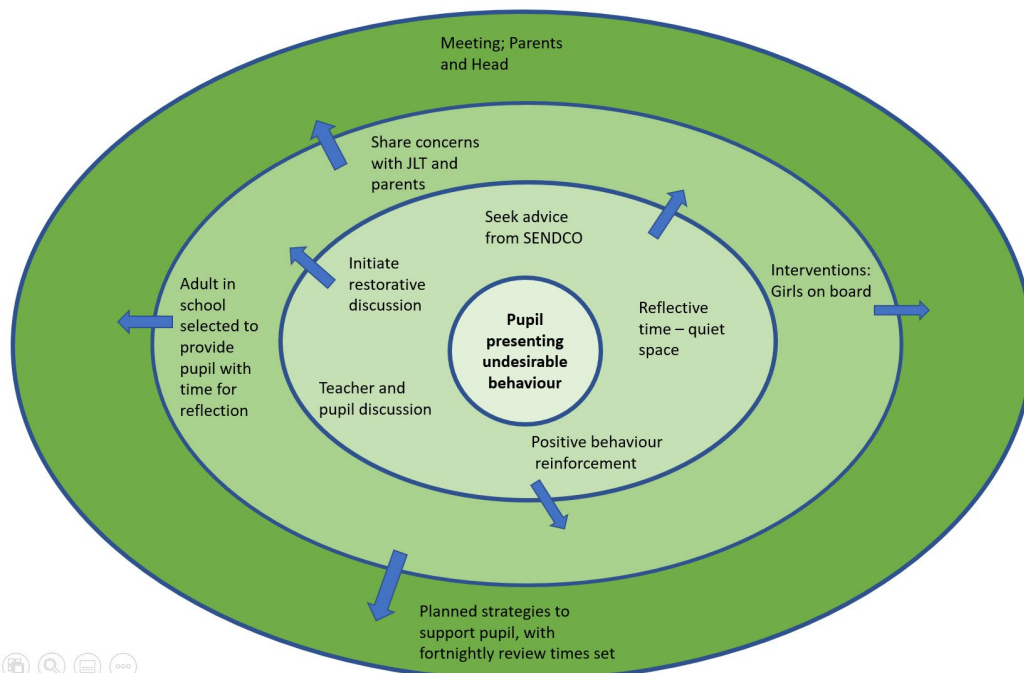 Meeting; Parents
and Head
Share concerns
with JLT and
parents
Seek advice
from SENDCO
Initiate
restorative
discussion
Interventions:
Girls on board
Adult in
school
selected to
provide
pupil with
time for
reflection
Reflective
time – quiet
space
Pupil
presenting
undesirable
behaviour
Teacher and
pupil discussion
Positive behaviour
reinforcement
Planned strategies to
support pupil, with
fortnightly review times set